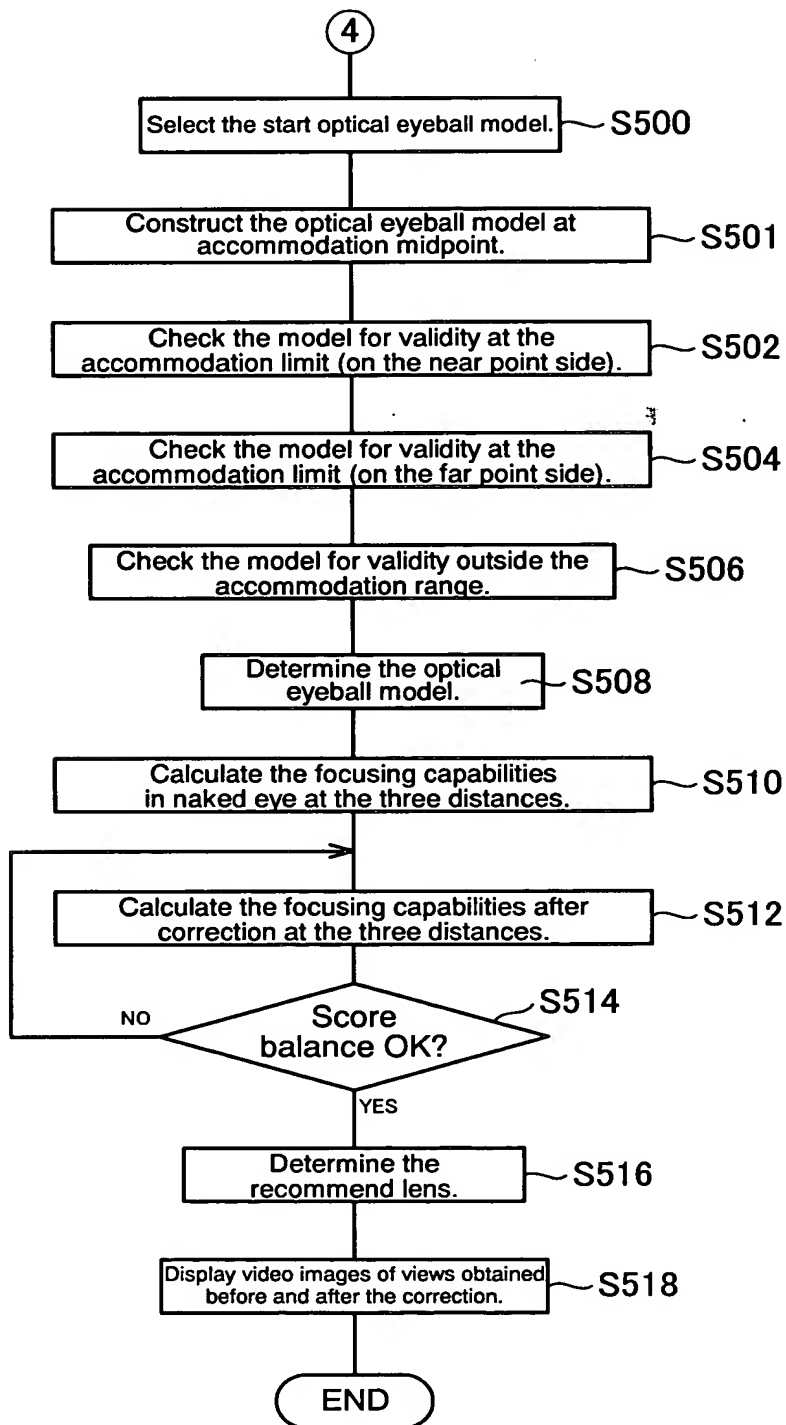 4
Select the start optical eyeball model.
S500
Construct the optical eyeball model at
accommodation midpoint.
S501
Check the model for validity at the
accommodation limit (on the near point side).
S502
Check the model for validity at the
accommodation limit (on the far point side).
S504
Check the model for validity outside the
accommodation range.
S506
Determine the optical
eyeball model.
S508
Calculate the focusing capabilities
in naked eye at the three distances.
S510
Calculate the focusing capabilities after
correction at the three distances.
S512
S514
NO
Score
balance OK?
YES
Determine the
recommend lens.
S516
Display video images of views obtained
before and after the correction.
S518
END